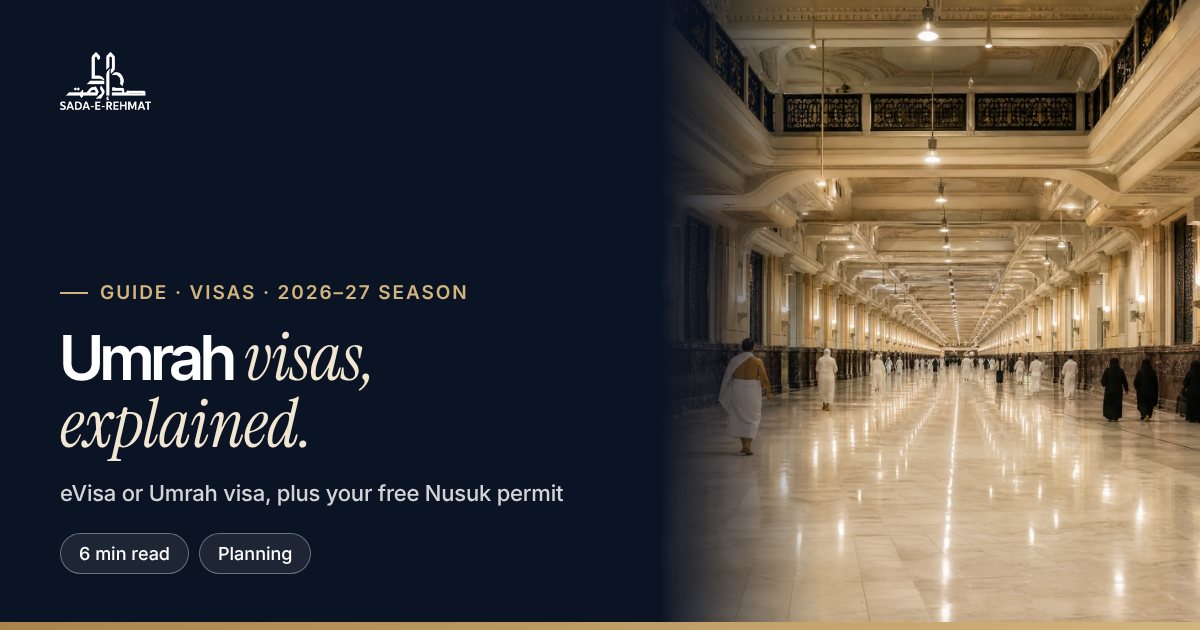 صدائے رحمت
SADA-E-REHMAT
GUIDE · VISAS · 2026–27 SEASON
Umrah visas,
explained.
eVisa or Umrah visa, plus your free Nusuk permit
6 min read
Planning